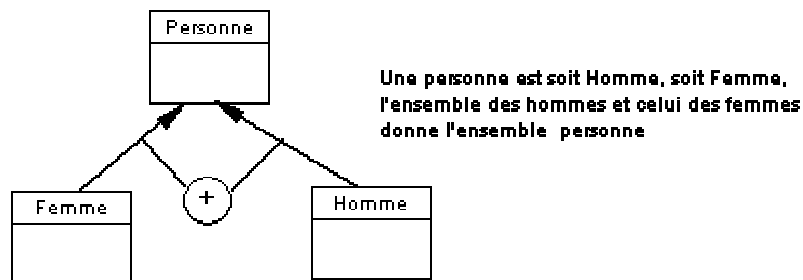 Personne
Une personne est soit Homme, soit Femme,
l'ensemble des hommes et celui des femmes
donne l'ensemble personne
+
Femme
Homme